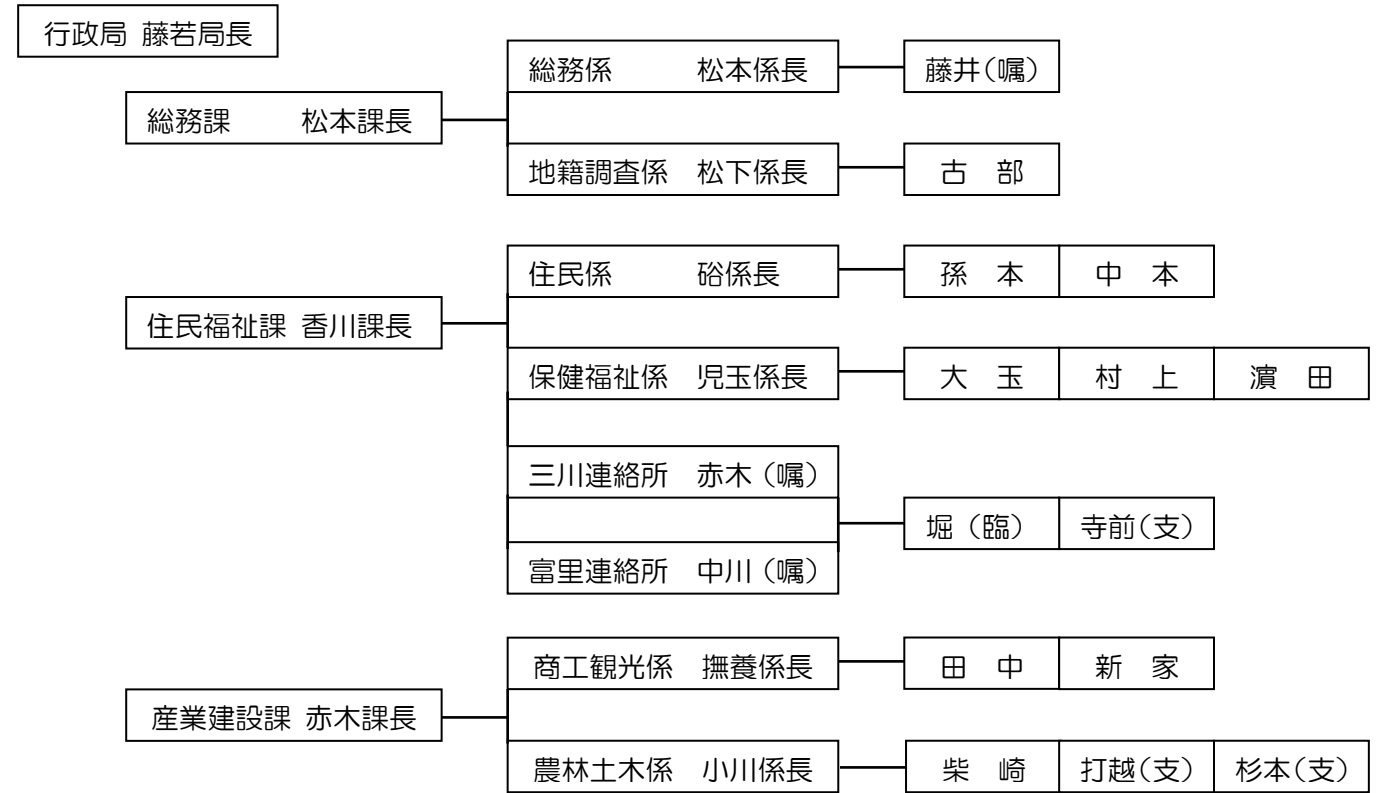 行政局 藤若局長
総務課 松本課長
総務係 松本係長 藤井(嘱)
地籍調査係 松下係長 古 部
住民福祉課 香川課長
住民係 硲係長 孫 本 中 本
保健福祉係 児玉係長 大 玉 村 上 濵 田
三川連絡所 赤木(嘱)
堀(臨) 寺前(支)
富里連絡所 中川(嘱)
産業建設課 赤木課長
商工観光係 撫養係長 田 中 新 家
農林土木係 小川係長 柴 崎 打越(支) 杉本(支)